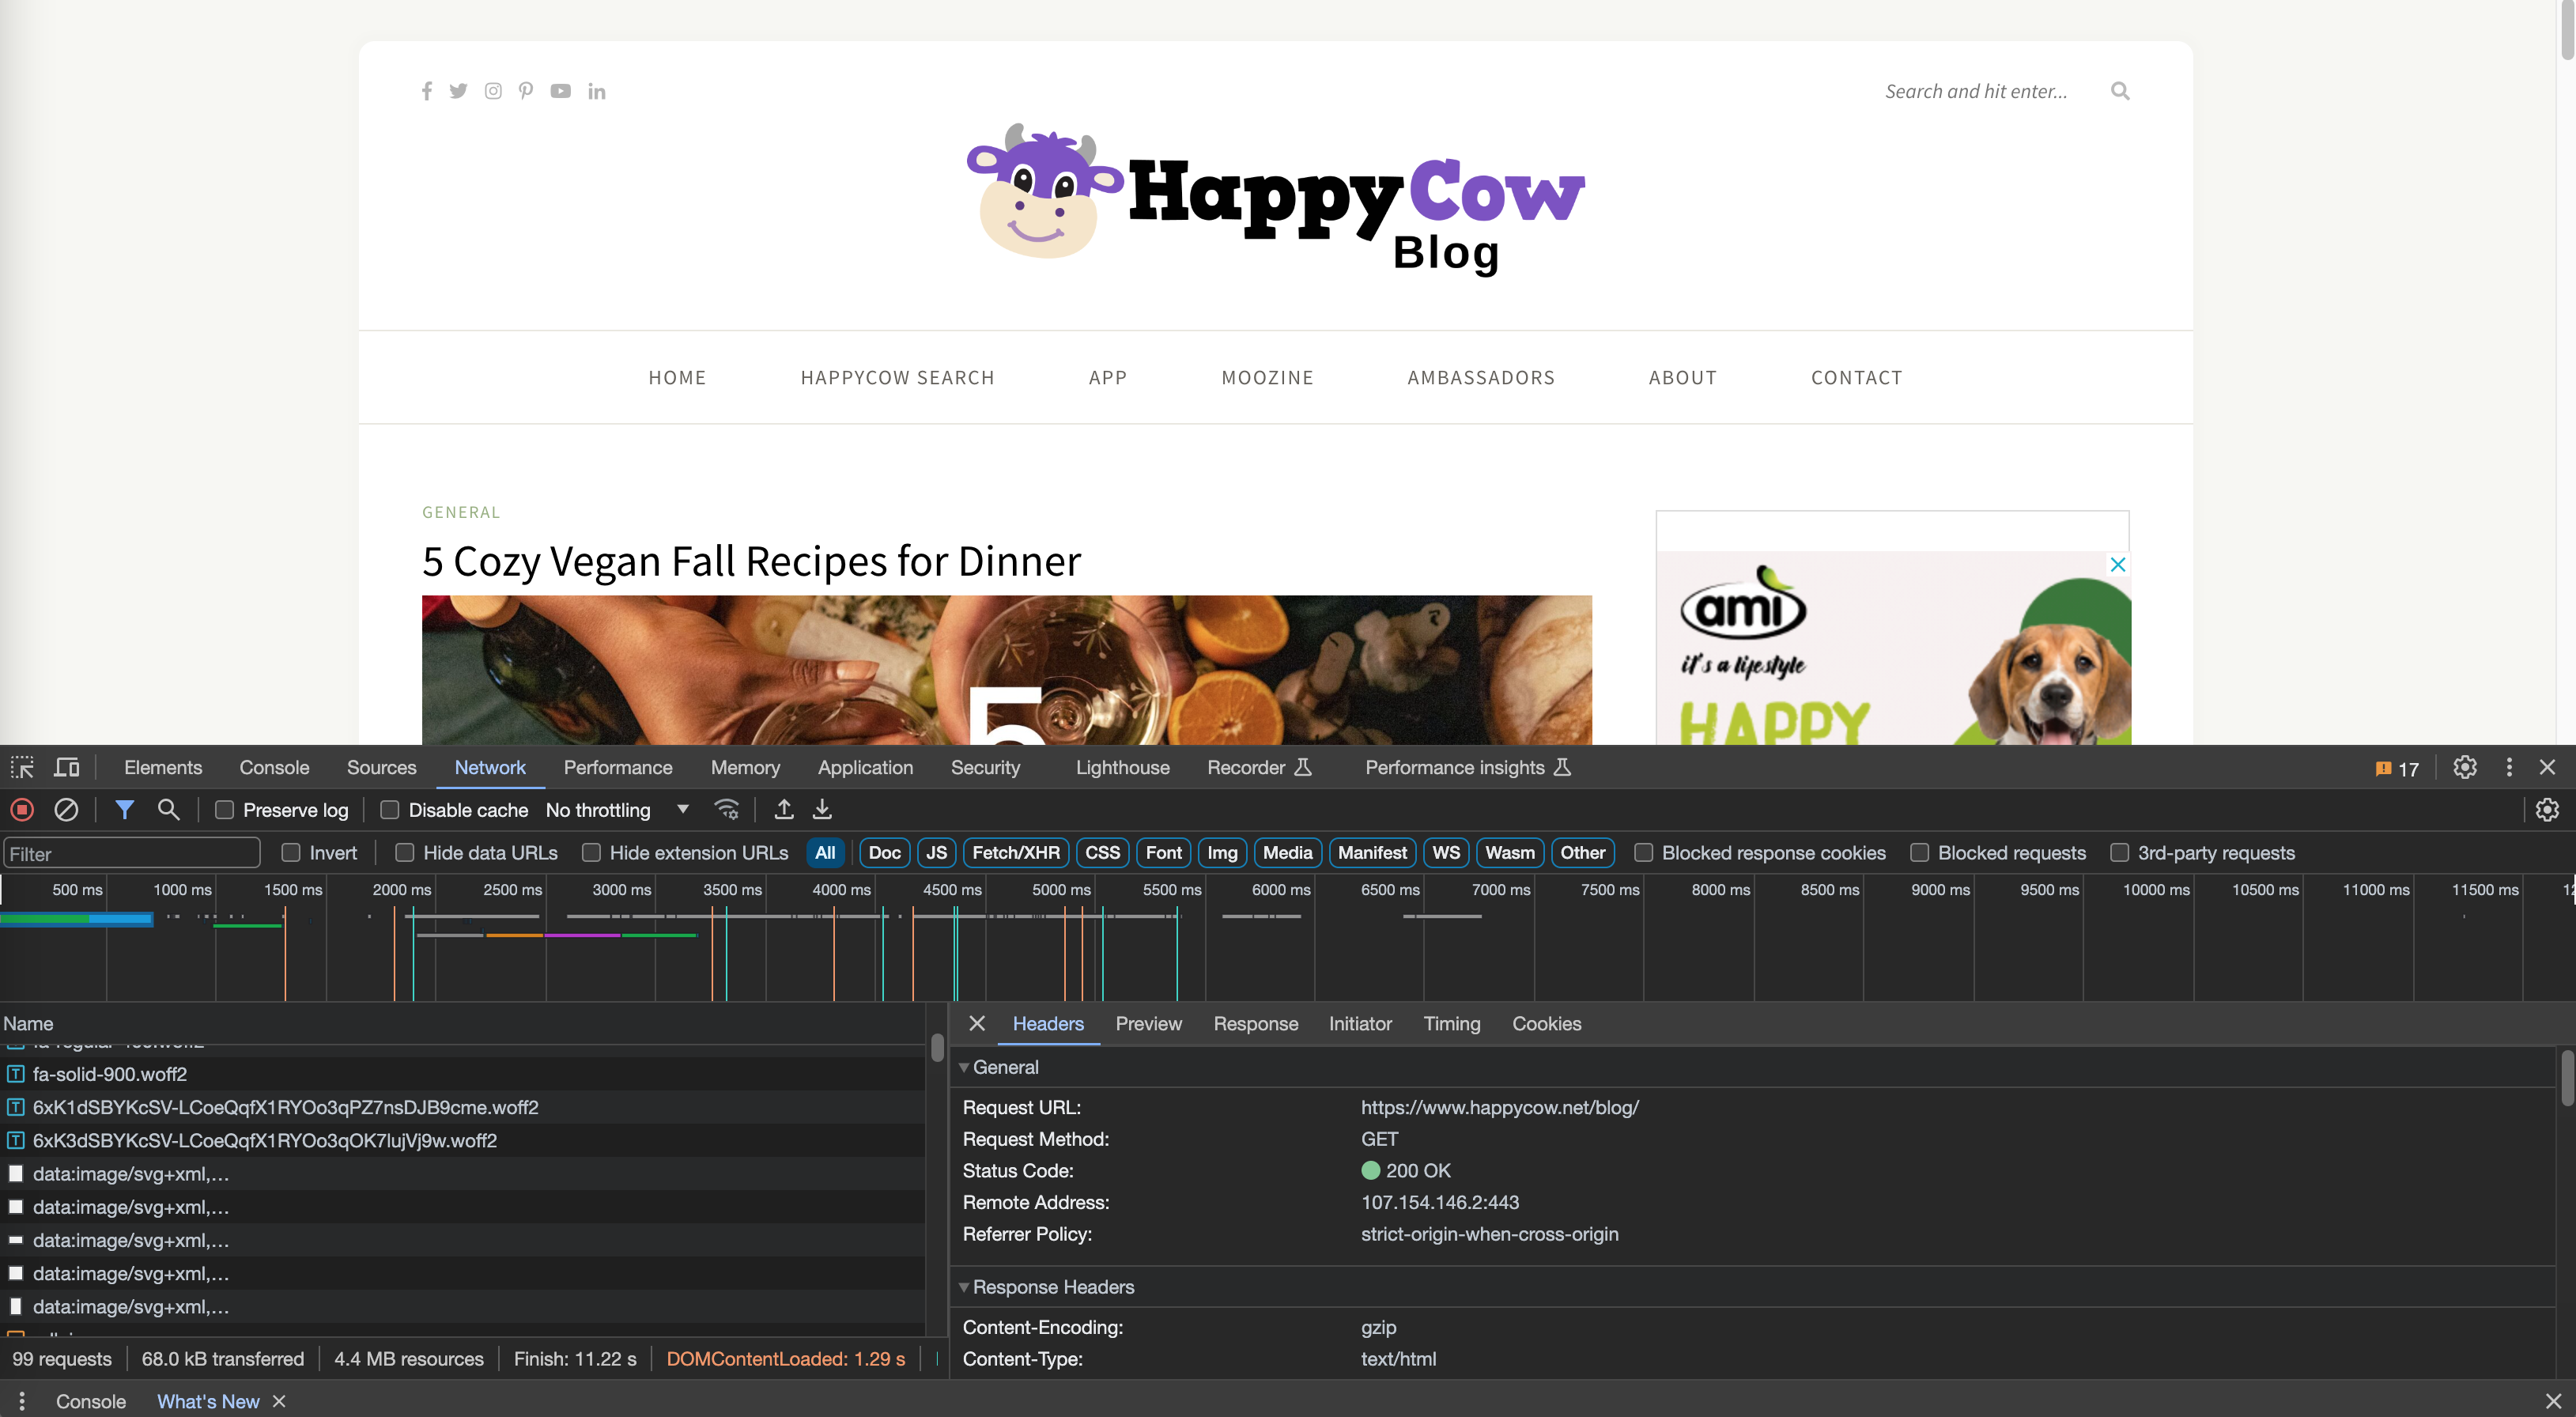 Search and hit enter...
HappyCow
Blog
HOME HAPPYCOW SEARCH APP MOOZINE AMBASSADORS ABOUT CONTACT
GENERAL
5 Cozy Vegan Fall Recipes for Dinner
5
ami
it's a lifestyle
HAPPY
Elements Console Sources Network Performance Memory Application Security Lighthouse Recorder Performance insights 17
Preserve log Disable cache No throttling
Filter Invert Hide data URLs Hide extension URLs All Doc JS Fetch/XHR CSS Font Img Media Manifest WS Wasm Other Blocked response cookies Blocked requests 3rd-party requests
500 ms 1000 ms 1500 ms 2000 ms 2500 ms 3000 ms 3500 ms 4000 ms 4500 ms 5000 ms 5500 ms 6000 ms 6500 ms 7000 ms 7500 ms 8000 ms 8500 ms 9000 ms 9500 ms 10000 ms 10500 ms 11000 ms 11500 ms
Name
fa-solid-900.woff2
6xK1dSBYKcSV-LCoeQqfX1RYOo3qPZ7nsDJB9cme.woff2
6xK3dSBYKcSV-LCoeQqfX1RYOo3qOK7lujVj9w.woff2
data:image/svg+xml,...
data:image/svg+xml,...
data:image/svg+xml,...
data:image/svg+xml,...
data:image/svg+xml,...
99 requests 68.0 kB transferred 4.4 MB resources Finish: 11.22 s DOMContentLoaded: 1.29 s
Headers Preview Response Initiator Timing Cookies
General
Request URL: https://www.happycow.net/blog/
Request Method: GET
Status Code: 200 OK
Remote Address: 107.154.146.2:443
Referrer Policy: strict-origin-when-cross-origin
Response Headers
Content-Encoding: gzip
Content-Type: text/html
Console What's New